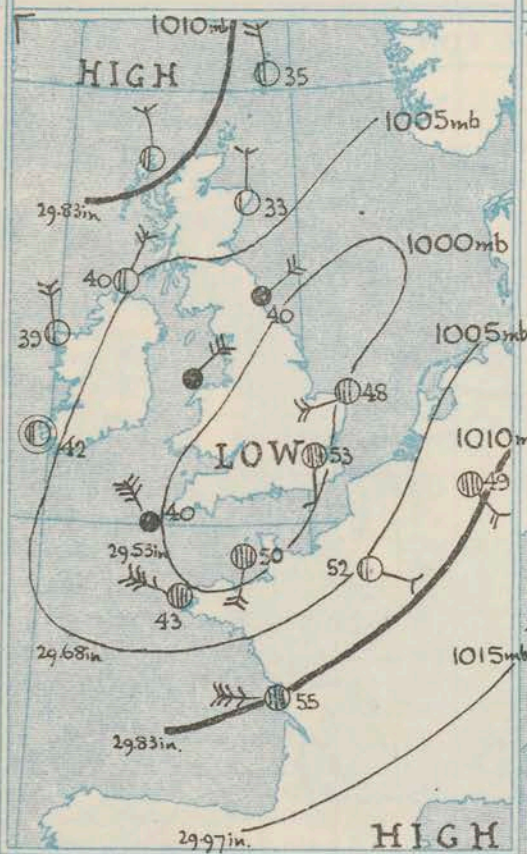 1010mb
HIGH
35
1005mb
29.83in.
33
1000mb
40
40
39
1005mb
48
42
LOW
53
1010m
49
40
29.53in
50
52
43
29.68in.
1015mb
55
29.83in.
29.97in.
HIGH